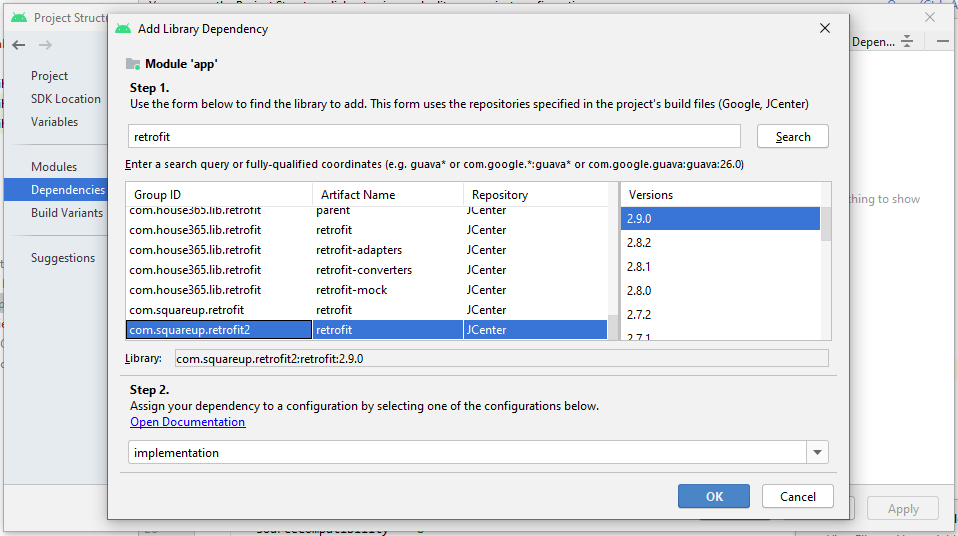 Project Structu
Add Library Dependency
Depen...
Module 'app'
Project
SDK Location
Variables
Modules
Dependencies
Build Variants
Suggestions
Step 1.
Use the form below to find the library to add. This form uses the repositories specified in the project's build files (Google, JCenter)
retrofit
Search
Enter a search query or fully-qualified coordinates (e.g. guava* or com.google.*:guava* or com.google.guava:guava:26.0)
Group ID Artifact Name Repository
com.house365.lib.retrofit parent JCenter
com.house365.lib.retrofit retrofit JCenter
com.house365.lib.retrofit retrofit-adapters JCenter
com.house365.lib.retrofit retrofit-converters JCenter
com.house365.lib.retrofit retrofit-mock JCenter
com.squareup.retrofit retrofit JCenter
com.squareup.retrofit2 retrofit JCenter
Versions
2.9.0
2.8.2
2.8.1
2.8.0
2.7.2
2.7.1
thing to show
Library: com.squareup.retrofit2:retrofit:2.9.0
Step 2.
Assign your dependency to a configuration by selecting one of the configurations below.
Open Documentation
implementation
OK
Cancel
Apply